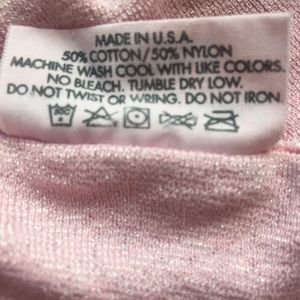 MADE IN U.S.A.
50% COTTON/50% NYLON
MACHINE WASH COOL WITH LIKE COLORS.
NO BLEACH. TUMBLE DRY LOW.
DO NOT TWIST OR WRING. DO NOT IRON.